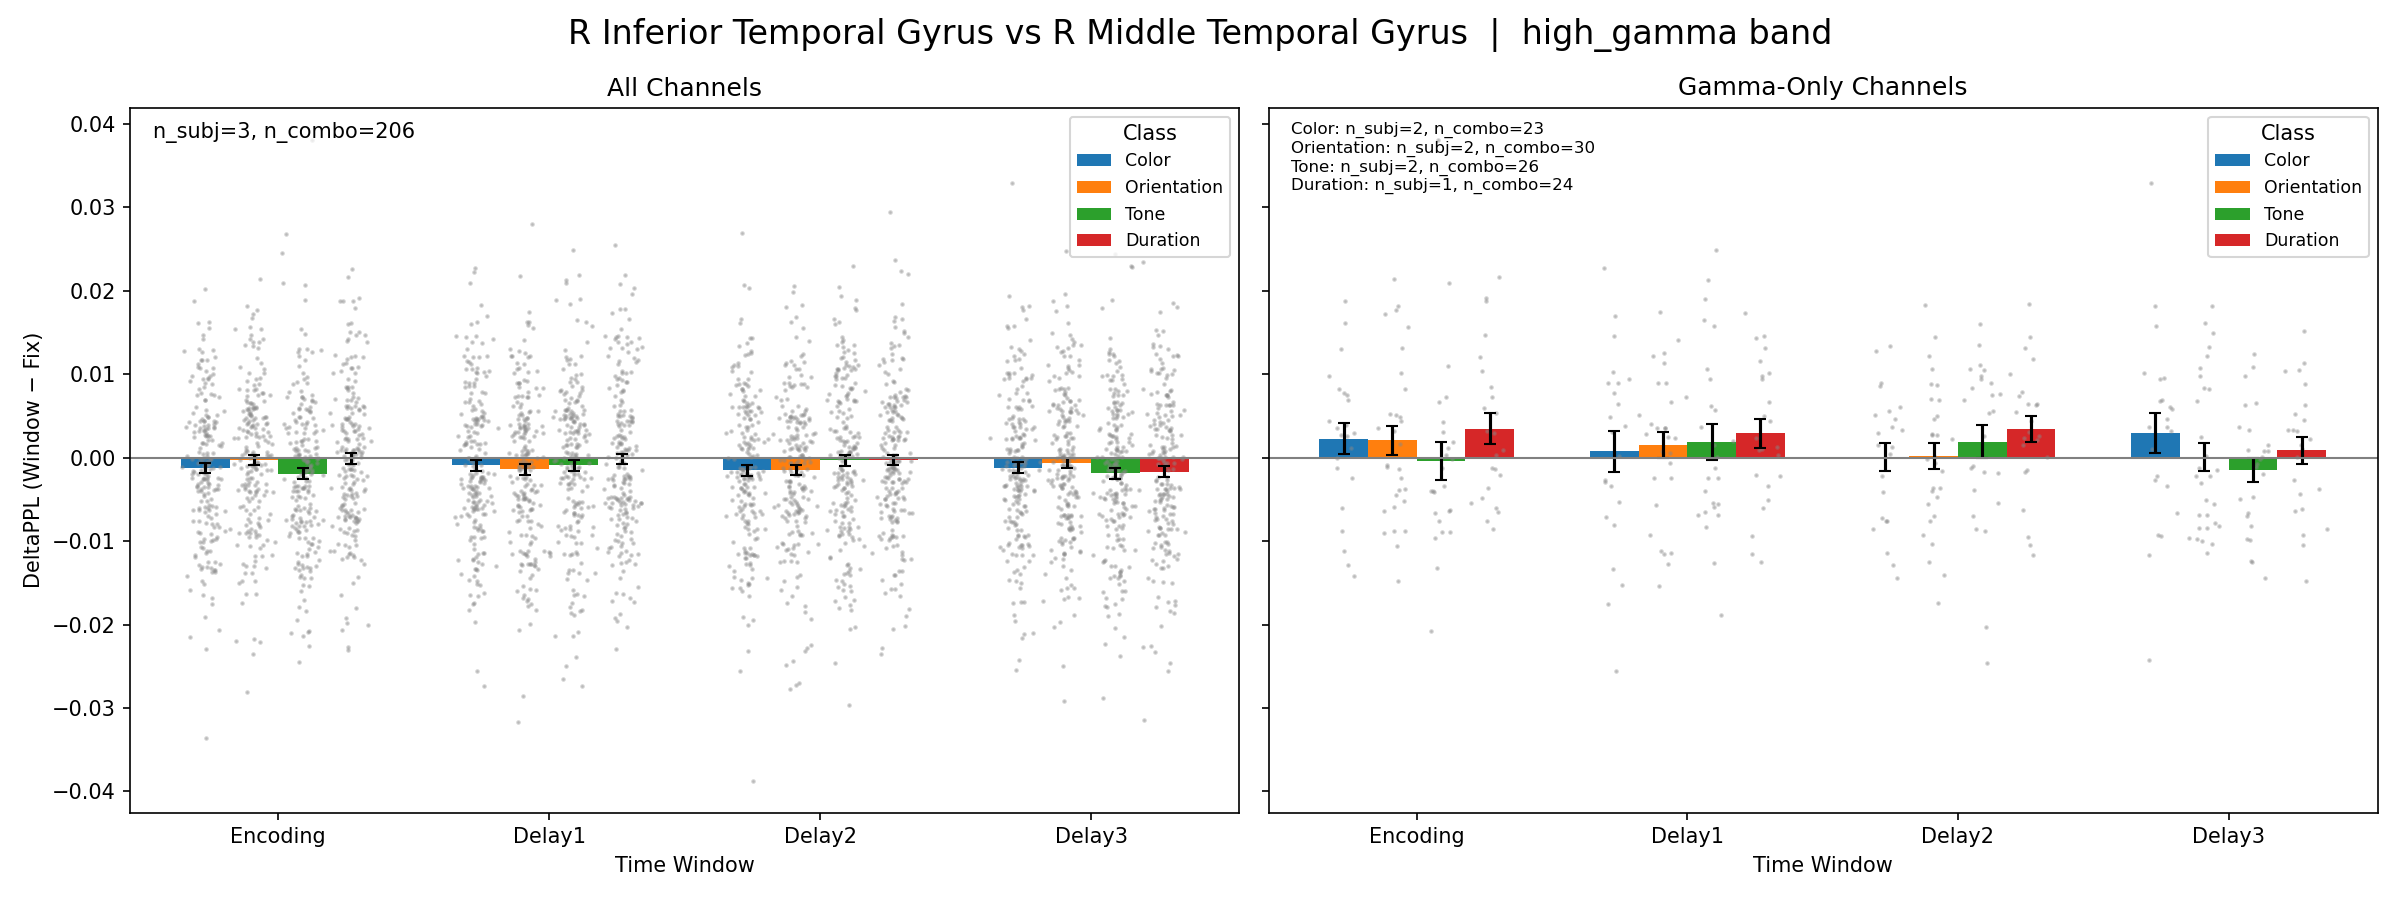 R Inferior Temporal Gyrus vs R Middle Temporal Gyrus | high_gamma band
All Channels
n_subj=3, n_combo=206
Class
Color
Orientation
Tone
Duration
0.04
0.03
0.02
0.01
0.00
−0.01
−0.02
−0.03
−0.04
DeltaPPL (Window − Fix)
Encoding
Delay1
Delay2
Delay3
Time Window
Gamma-Only Channels
Color: n_subj=2, n_combo=23
Orientation: n_subj=2, n_combo=30
Tone: n_subj=2, n_combo=26
Duration: n_subj=1, n_combo=24
Class
Color
Orientation
Tone
Duration
Encoding
Delay1
Delay2
Delay3
Time Window